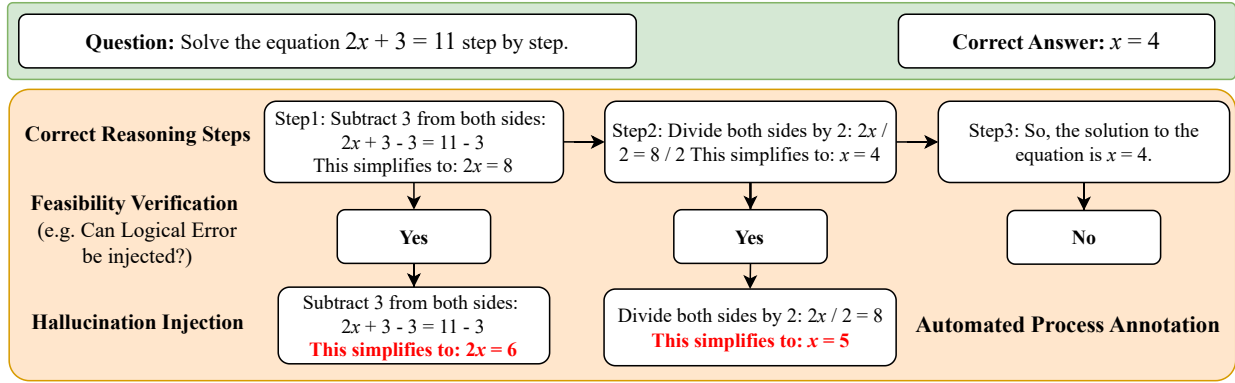 Question: Solve the equation 2x + 3 = 11 step by step.
Correct Answer: x = 4
Correct Reasoning Steps
Step1: Subtract 3 from both sides:
2x + 3 - 3 = 11 - 3
This simplifies to: 2x = 8
Step2: Divide both sides by 2: 2x /
2 = 8 / 2 This simplifies to: x = 4
Step3: So, the solution to the
equation is x = 4.
Feasibility Verification
(e.g. Can Logical Error
be injected?)
Yes
Yes
No
Hallucination Injection
Subtract 3 from both sides:
2x + 3 - 3 = 11 - 3
This simplifies to: 2x = 6
Divide both sides by 2: 2x / 2 = 8
This simplifies to: x = 5
Automated Process Annotation